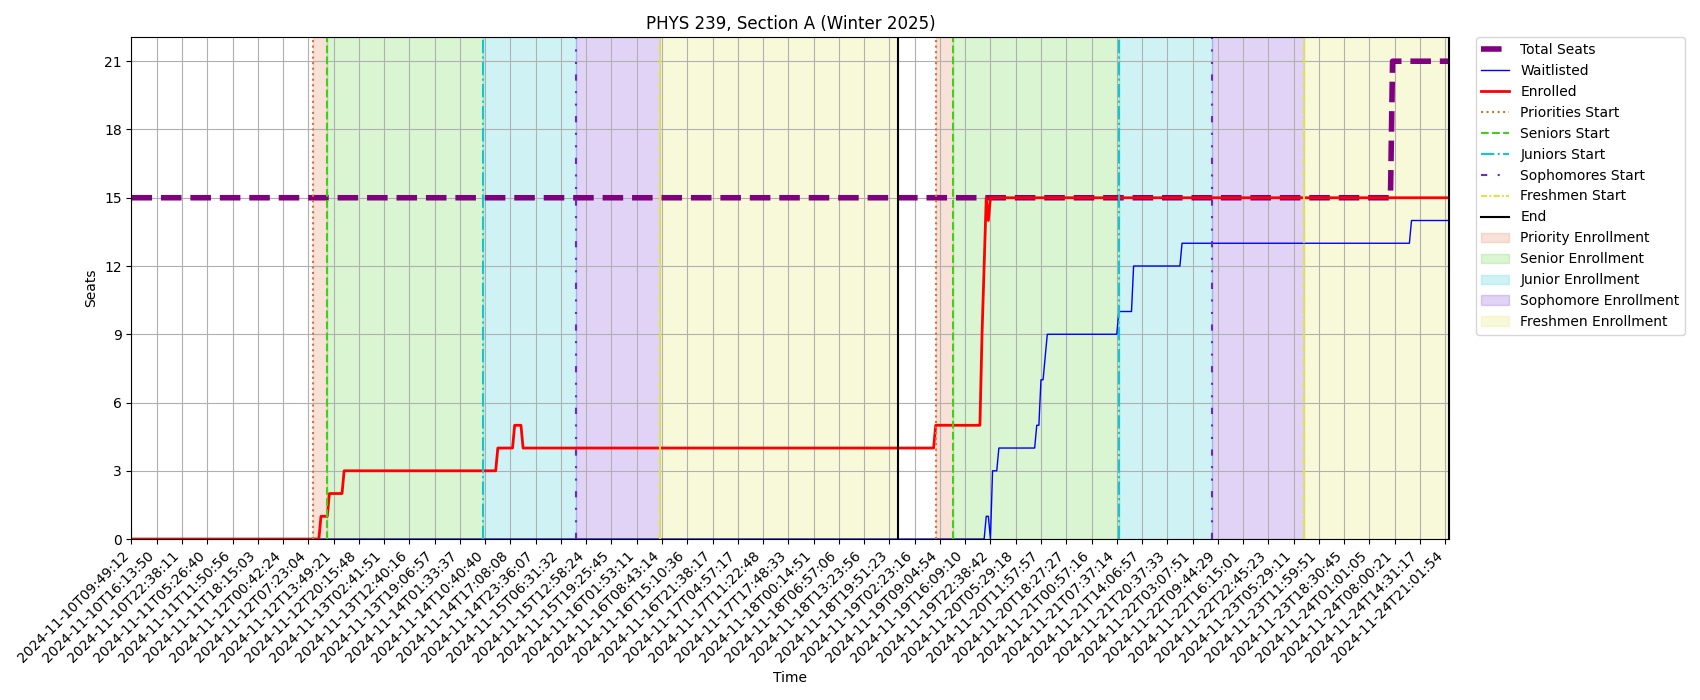 PHYS 239, Section A (Winter 2025)
Seats
21
18
15
12
9
6
3
0
2024-11-10T09:49:12
2024-11-10T16:13:50
2024-11-10T22:38:11
2024-11-11T05:26:40
2024-11-11T11:50:56
2024-11-11T18:15:03
2024-11-12T00:42:24
2024-11-12T07:23:04
2024-11-12T13:49:21
2024-11-12T20:15:48
2024-11-13T02:41:51
2024-11-13T12:40:16
2024-11-13T19:06:57
2024-11-14T01:33:37
2024-11-14T10:40:40
2024-11-14T17:08:08
2024-11-14T23:36:07
2024-11-15T06:31:32
2024-11-15T12:58:24
2024-11-15T19:25:45
2024-11-16T01:53:11
2024-11-16T08:43:14
2024-11-16T15:10:36
2024-11-16T21:38:17
2024-11-17T04:57:17
2024-11-17T11:22:48
2024-11-17T17:48:33
2024-11-18T00:14:51
2024-11-18T06:57:06
2024-11-18T13:23:56
2024-11-18T19:51:23
2024-11-19T02:23:16
2024-11-19T09:04:54
2024-11-19T16:09:10
2024-11-19T22:38:42
2024-11-20T05:29:18
2024-11-20T11:57:57
2024-11-20T18:27:27
2024-11-21T00:57:16
2024-11-21T07:37:14
2024-11-21T14:06:57
2024-11-21T20:37:33
2024-11-22T03:07:51
2024-11-22T09:44:29
2024-11-22T16:15:01
2024-11-22T22:45:23
2024-11-23T05:29:11
2024-11-23T11:59:51
2024-11-23T18:30:45
2024-11-24T01:01:05
2024-11-24T08:00:21
2024-11-24T14:31:17
2024-11-24T21:01:54
Time
Total Seats
Waitlisted
Enrolled
Priorities Start
Seniors Start
Juniors Start
Sophomores Start
Freshmen Start
End
Priority Enrollment
Senior Enrollment
Junior Enrollment
Sophomore Enrollment
Freshmen Enrollment